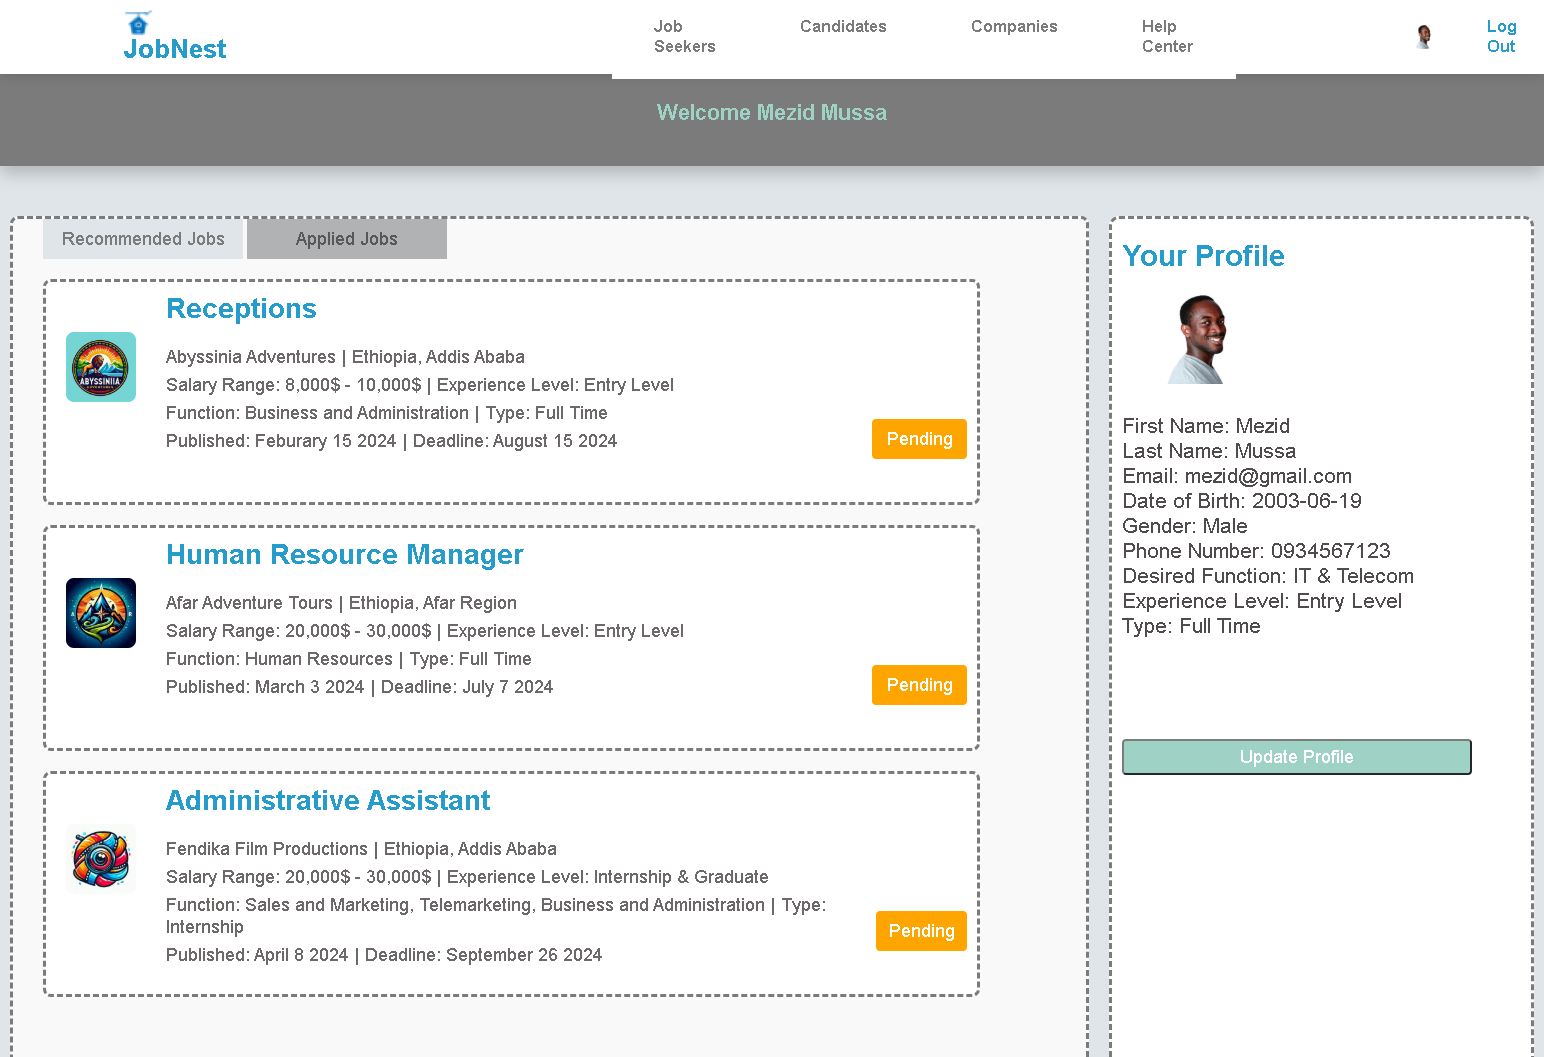 JobNest
Job
Seekers
Candidates
Companies
Help
Center
Log
Out
Welcome Mezid Mussa
Recommended Jobs
Applied Jobs
Receptions
ABYSSINIIA
Abyssinia Adventures | Ethiopia, Addis Ababa
Salary Range: 8,000$ - 10,000$ | Experience Level: Entry Level
Function: Business and Administration | Type: Full Time
Published: Feburary 15 2024 | Deadline: August 15 2024
Pending
Human Resource Manager
Afar Adventure Tours | Ethiopia, Afar Region
Salary Range: 20,000$ - 30,000$ | Experience Level: Entry Level
Function: Human Resources | Type: Full Time
Published: March 3 2024 | Deadline: July 7 2024
Pending
Administrative Assistant
Fendika Film Productions | Ethiopia, Addis Ababa
Salary Range: 20,000$ - 30,000$ | Experience Level: Internship & Graduate
Function: Sales and Marketing, Telemarketing, Business and Administration | Type:
Internship
Published: April 8 2024 | Deadline: September 26 2024
Pending
Your Profile
First Name: Mezid
Last Name: Mussa
Email: mezid@gmail.com
Date of Birth: 2003-06-19
Gender: Male
Phone Number: 0934567123
Desired Function: IT & Telecom
Experience Level: Entry Level
Type: Full Time
Update Profile